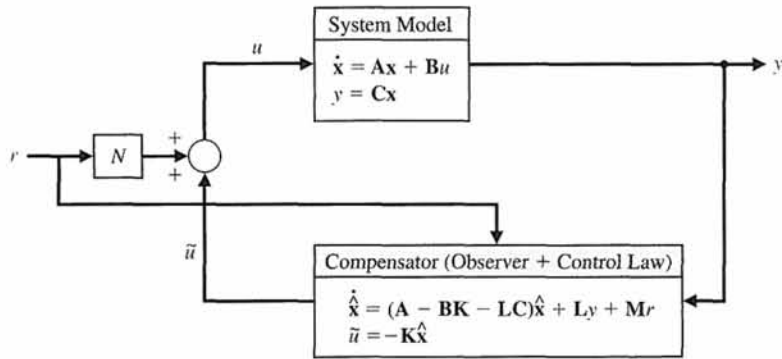 System Model
ẋ = Ax + Bu
y = Cx
u
y
r
N
+
+
ũ
Compensator (Observer + Control Law)
x̂̇ = (A − BK − LC)x̂ + Ly + Mr
ũ = −Kx̂